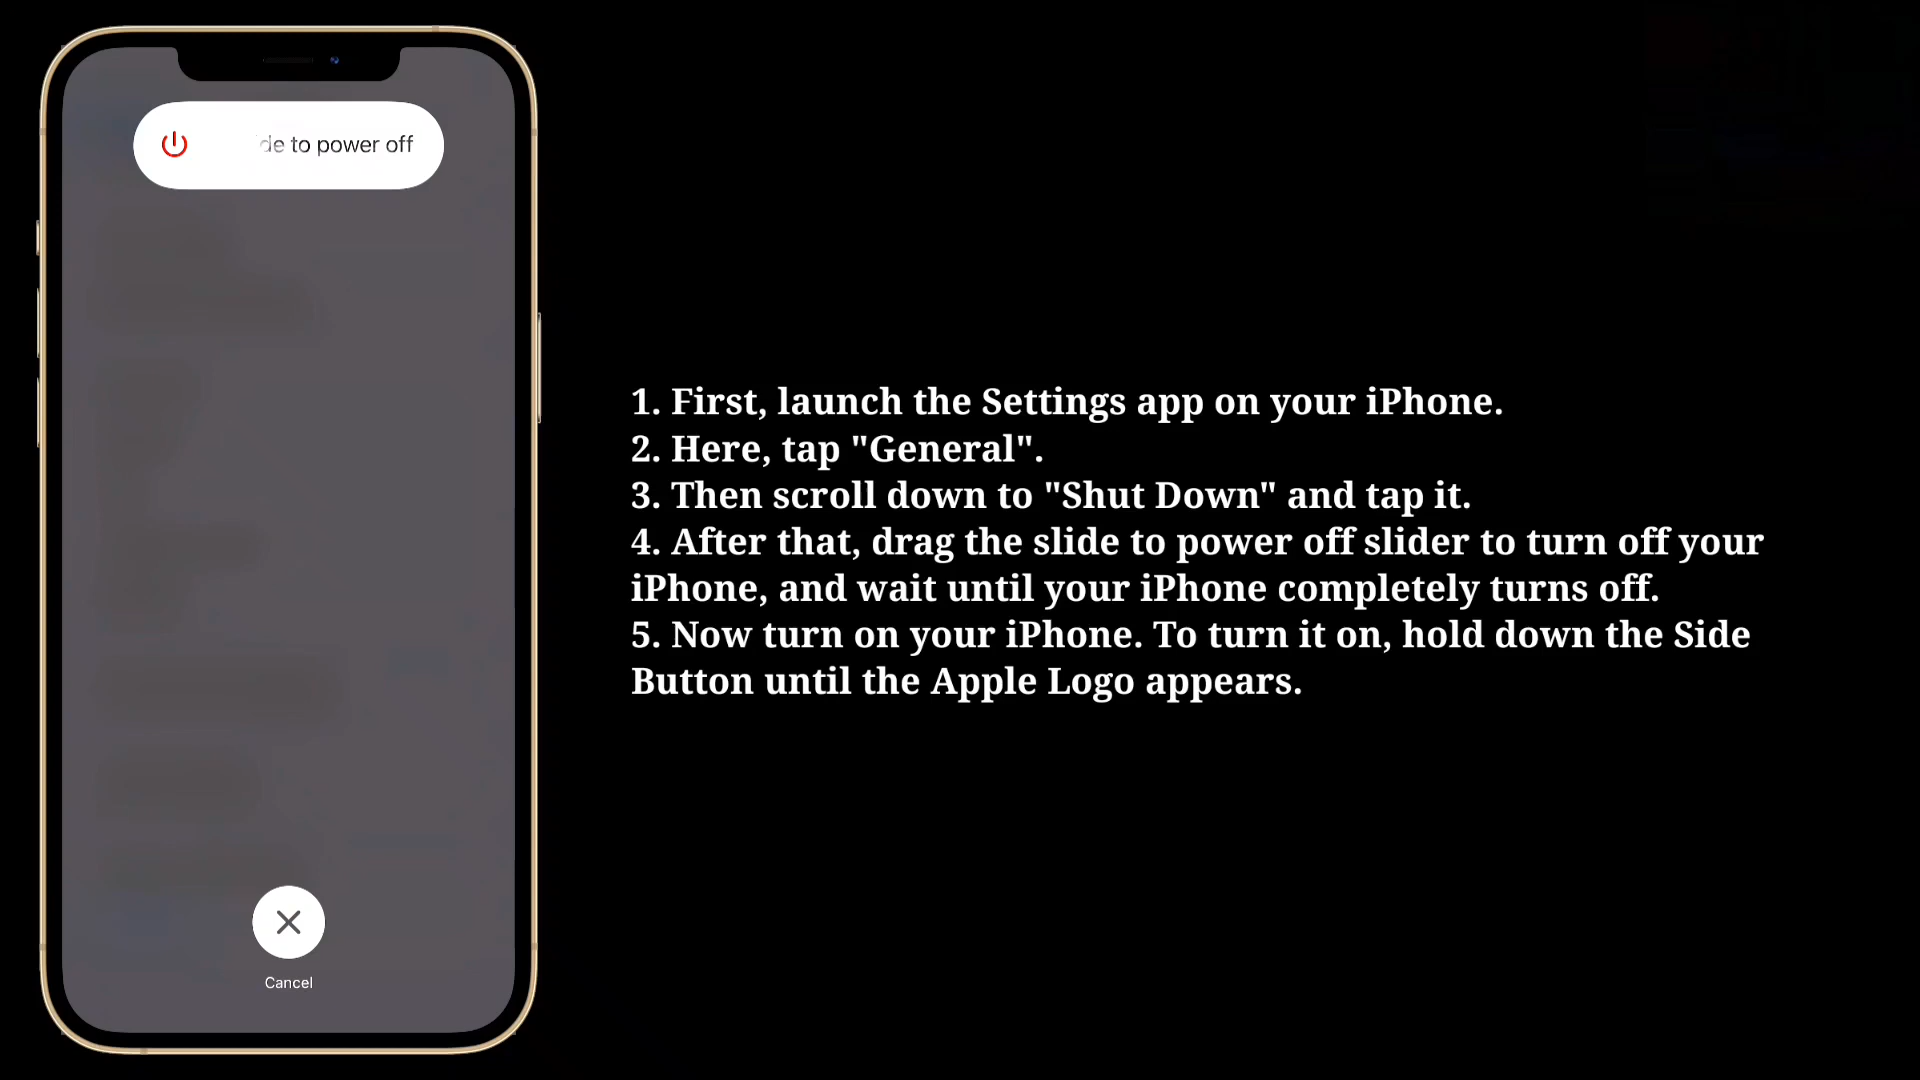 to power off
1. First, launch the Settings app on your iPhone.
2. Here, tap "General".
3. Then scroll down to "Shut Down" and tap it.
4. After that, drag the slide to power off slider to turn off your
iPhone, and wait until your iPhone completely turns off.
5. Now turn on your iPhone. To turn it on, hold down the Side
Button until the Apple Logo appears.
Cancel